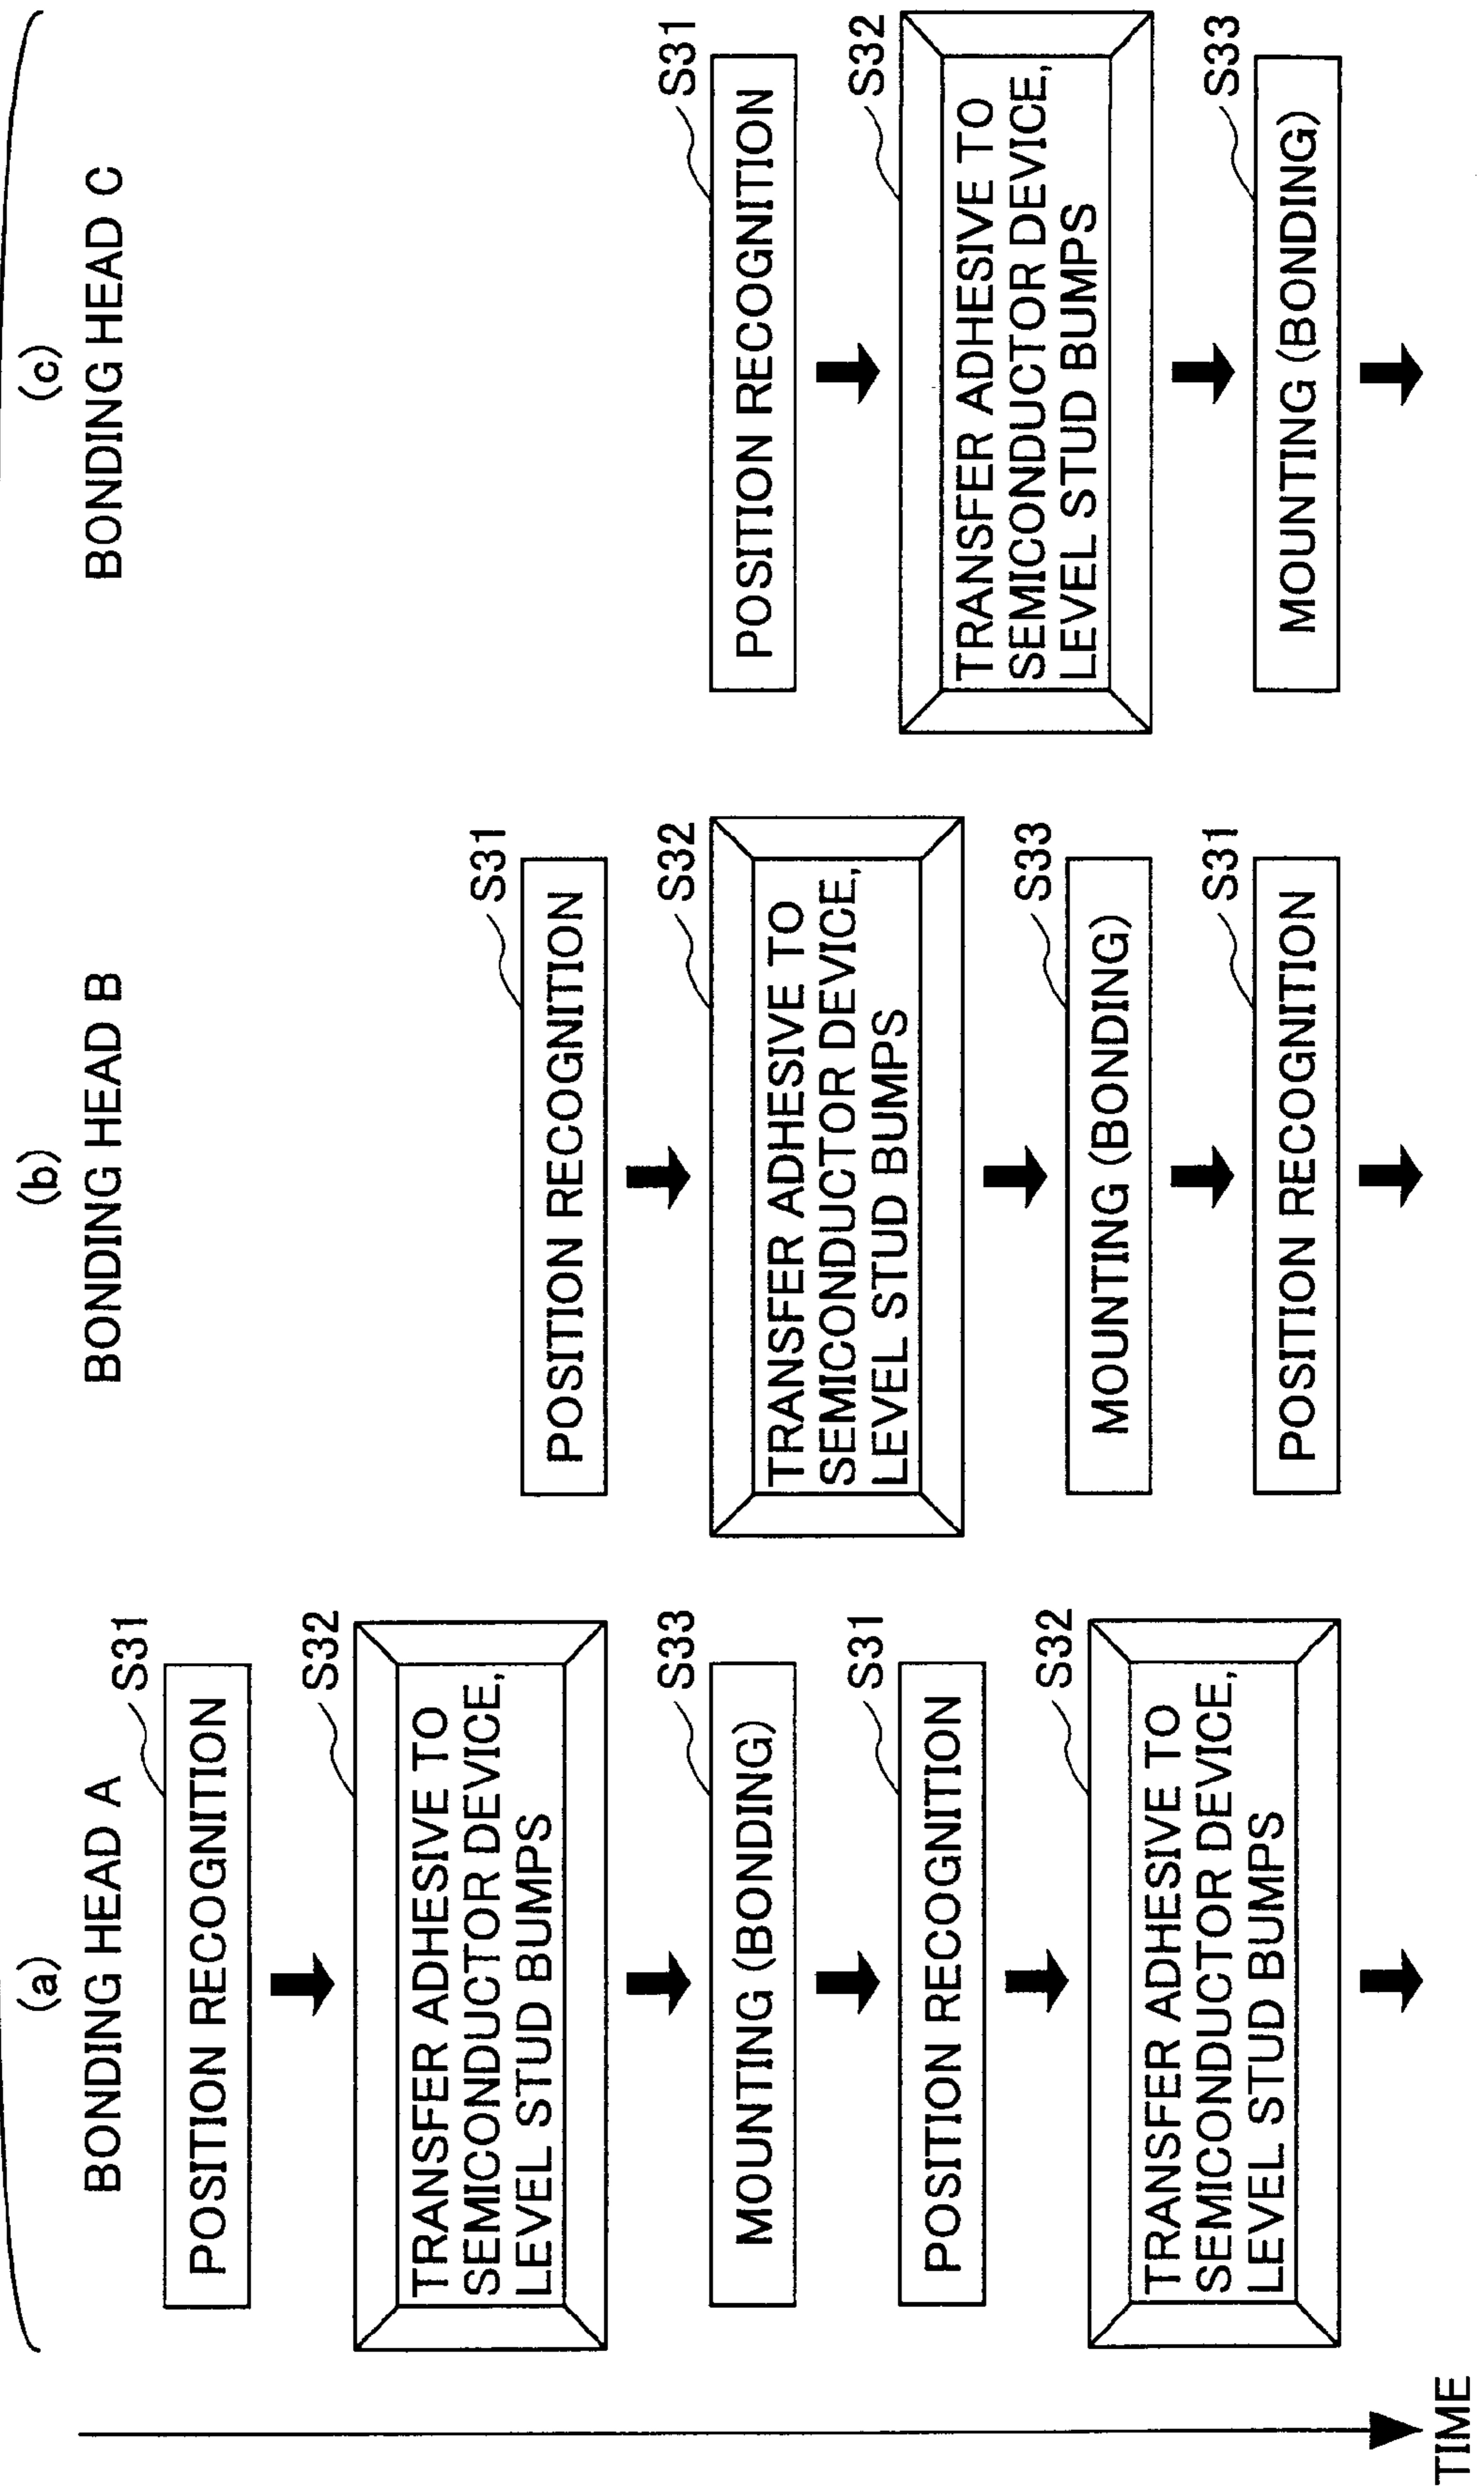 (a)
BONDING HEAD A
S31
POSITION RECOGNITION
S32
TRANSFER ADHESIVE TO
SEMICONDUCTOR DEVICE,
LEVEL STUD BUMPS
S33
MOUNTING (BONDING)
S31
POSITION RECOGNITION
S32
TRANSFER ADHESIVE TO
SEMICONDUCTOR DEVICE,
LEVEL STUD BUMPS
(b)
BONDING HEAD B
S31
POSITION RECOGNITION
S32
TRANSFER ADHESIVE TO
SEMICONDUCTOR DEVICE,
LEVEL STUD BUMPS
S33
MOUNTING (BONDING)
S31
POSITION RECOGNITION
(c)
BONDING HEAD C
S31
POSITION RECOGNITION
S32
TRANSFER ADHESIVE TO
SEMICONDUCTOR DEVICE,
LEVEL STUD BUMPS
S33
MOUNTING (BONDING)
TIME